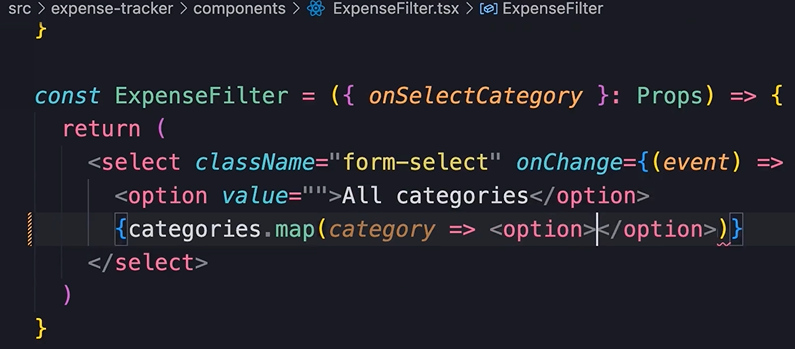 src > expense-tracker > components > ExpenseFilter.tsx > ExpenseFilter
}
const ExpenseFilter = ({ onSelectCategory }: Props) => {
return (
<select className="form-select" onChange={(event) =>
<option value="">All categories</option>
{categories.map(category => <option></option>)}
</select>
)
}